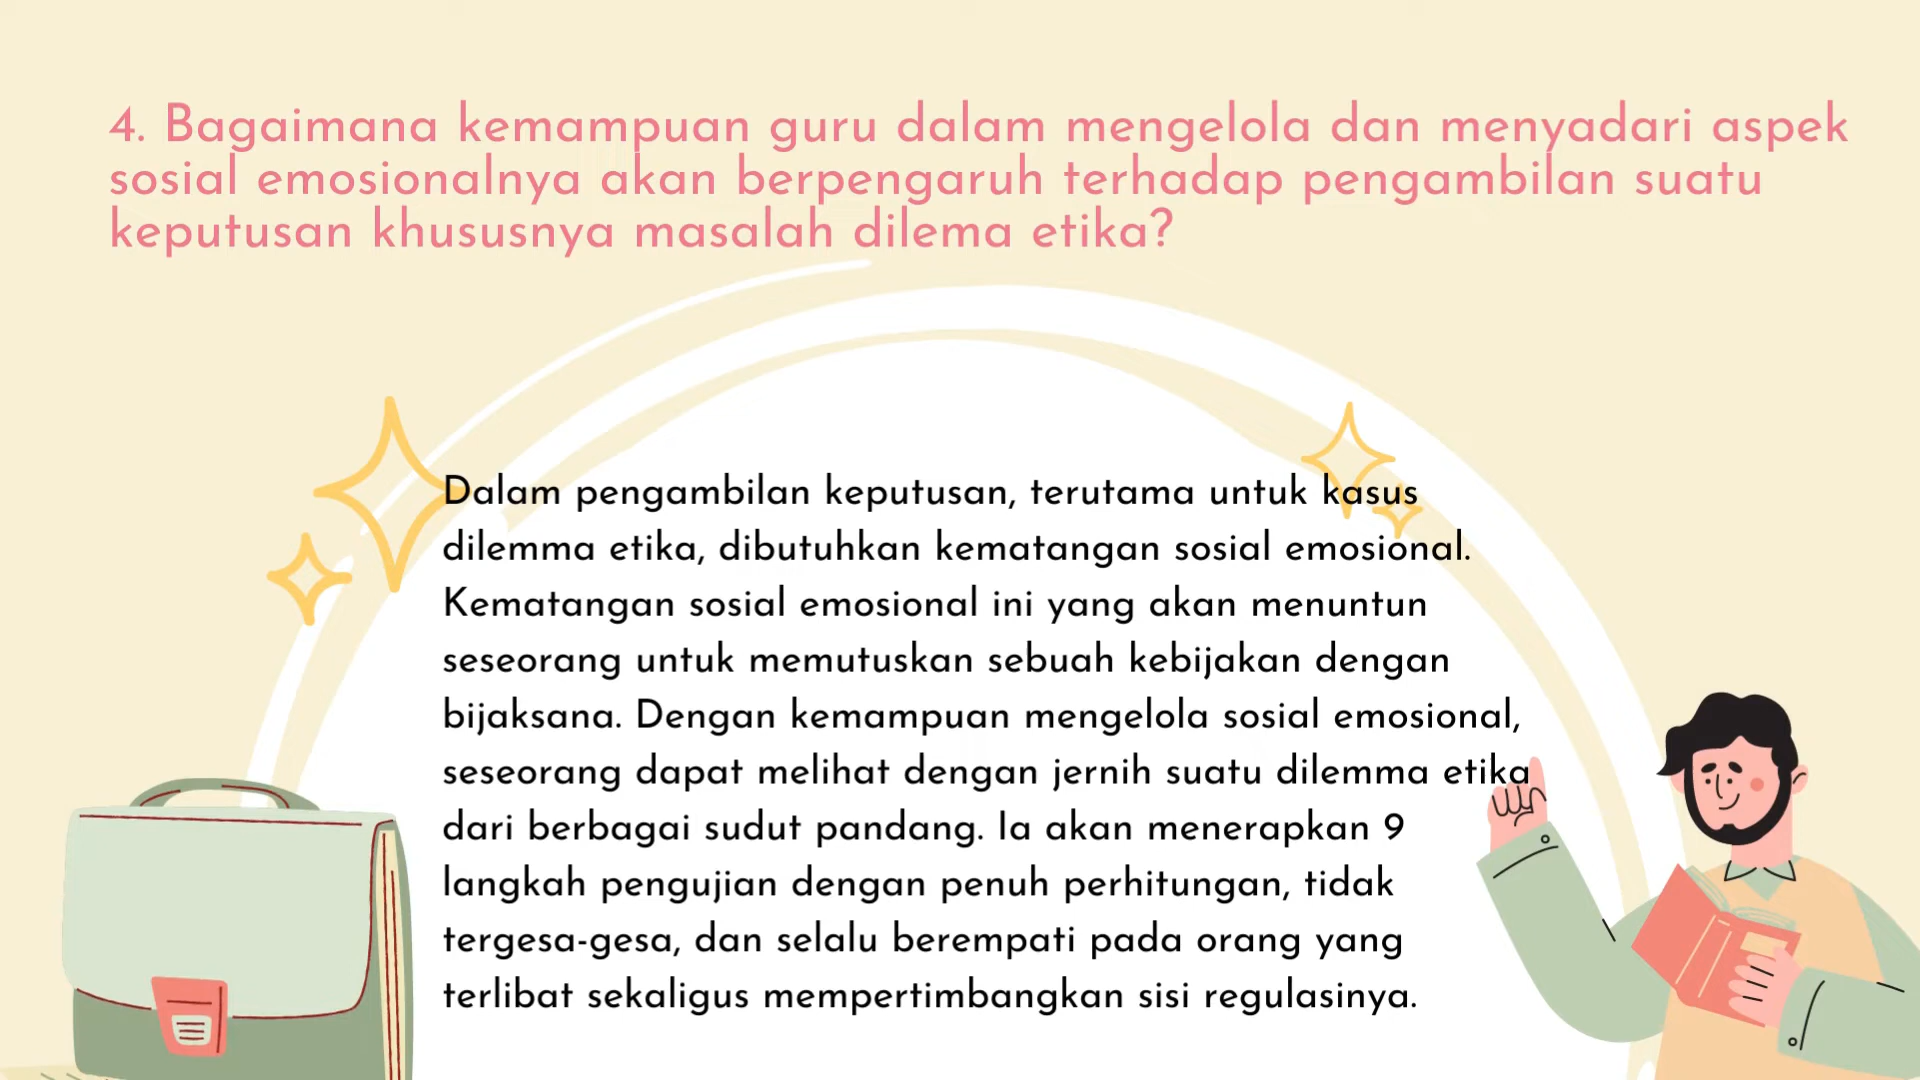 4. Bagaimana kemampuan guru dalam mengelola dan menyadari aspek
sosial emosionalnya akan berpengaruh terhadap pengambilan suatu
keputusan khususnya masalah dilema etika?
Dalam pengambilan keputusan, terutama untuk kasus
dilemma etika, dibutuhkan kematangan sosial emosional.
Kematangan sosial emosional ini yang akan menuntun
seseorang untuk memutuskan sebuah kebijakan dengan
bijaksana. Dengan kemampuan mengelola sosial emosional,
seseorang dapat melihat dengan jernih suatu dilemma etika
dari berbagai sudut pandang. Ia akan menerapkan 9
langkah pengujian dengan penuh perhitungan, tidak
tergesa-gesa, dan selalu berempati pada orang yang
terlibat sekaligus mempertimbangkan sisi regulasinya.